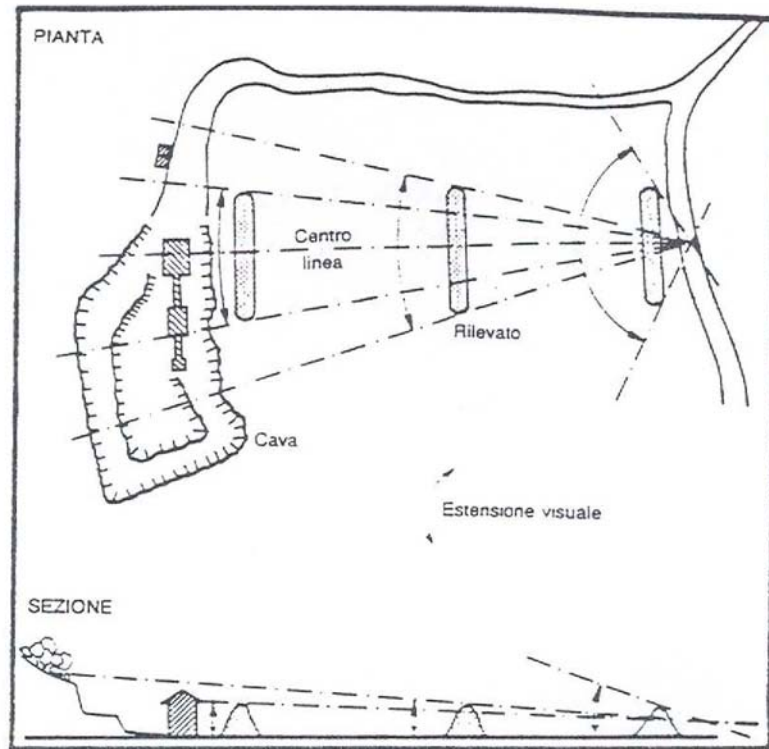 PIANTA
Centro
linea
Rilevato
Cava
Estensione visuale
SEZIONE